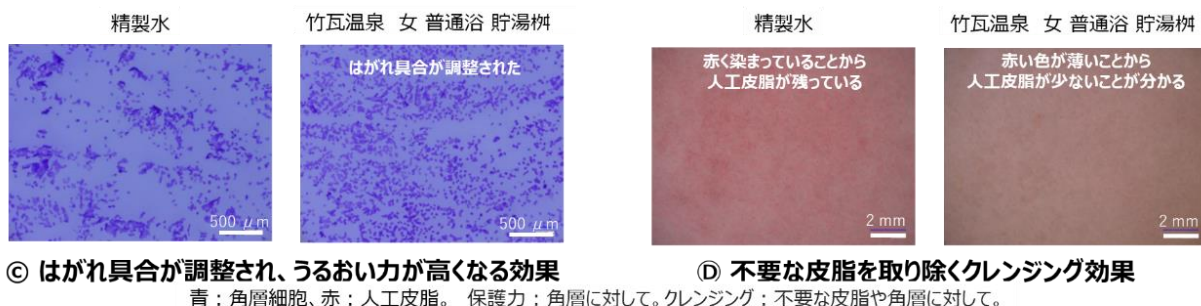 精製水
竹瓦温泉 女 普通浴 貯湯桝
精製水
竹瓦温泉 女 普通浴 貯湯桝
はがれ具合が調整された
赤く染まっていることから
人工皮脂が残っている
赤い色が薄いことから
人工皮脂が少ないことが分かる
500 μm
500 μm
2 mm
2 mm
Ⓒ はがれ具合が調整され、うるおい力が高くなる効果
Ⓓ 不要な皮脂を取り除くクレンジング効果
青；角層細胞、赤；人工皮脂。 保護力；角層に対して。クレンジング；不要な皮脂や角層に対して。